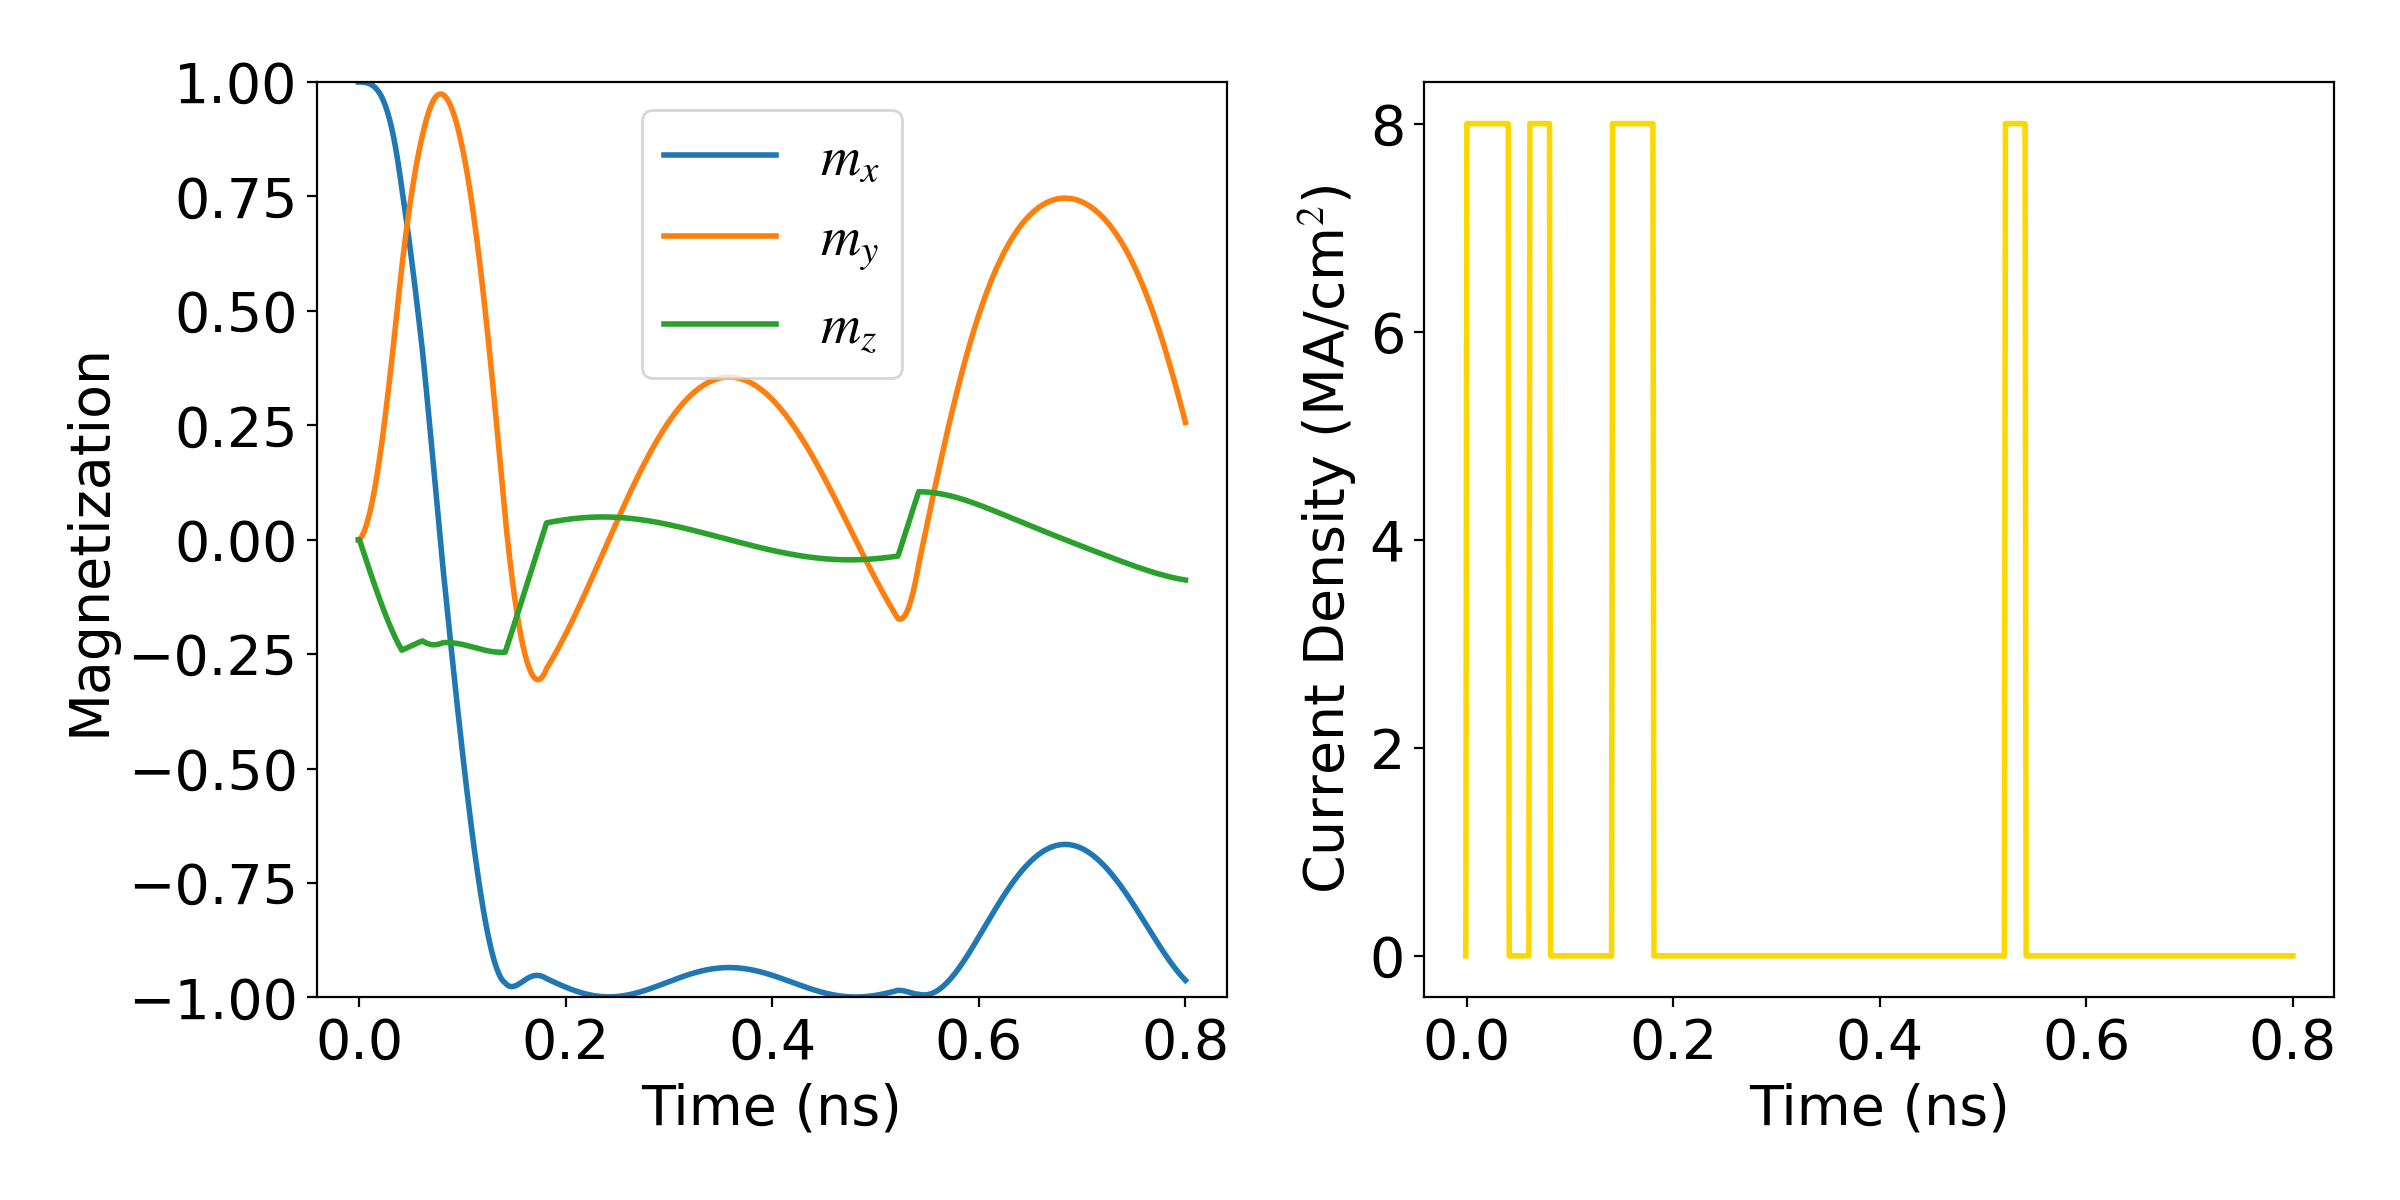 Magnetization
1.00
0.75
0.50
0.25
0.00
−0.25
−0.50
−0.75
−1.00
0.0 0.2 0.4 0.6 0.8
Time (ns)
mₓ
m_y
m_z
Current Density (MA/cm²)
8
6
4
2
0
0.0 0.2 0.4 0.6 0.8
Time (ns)